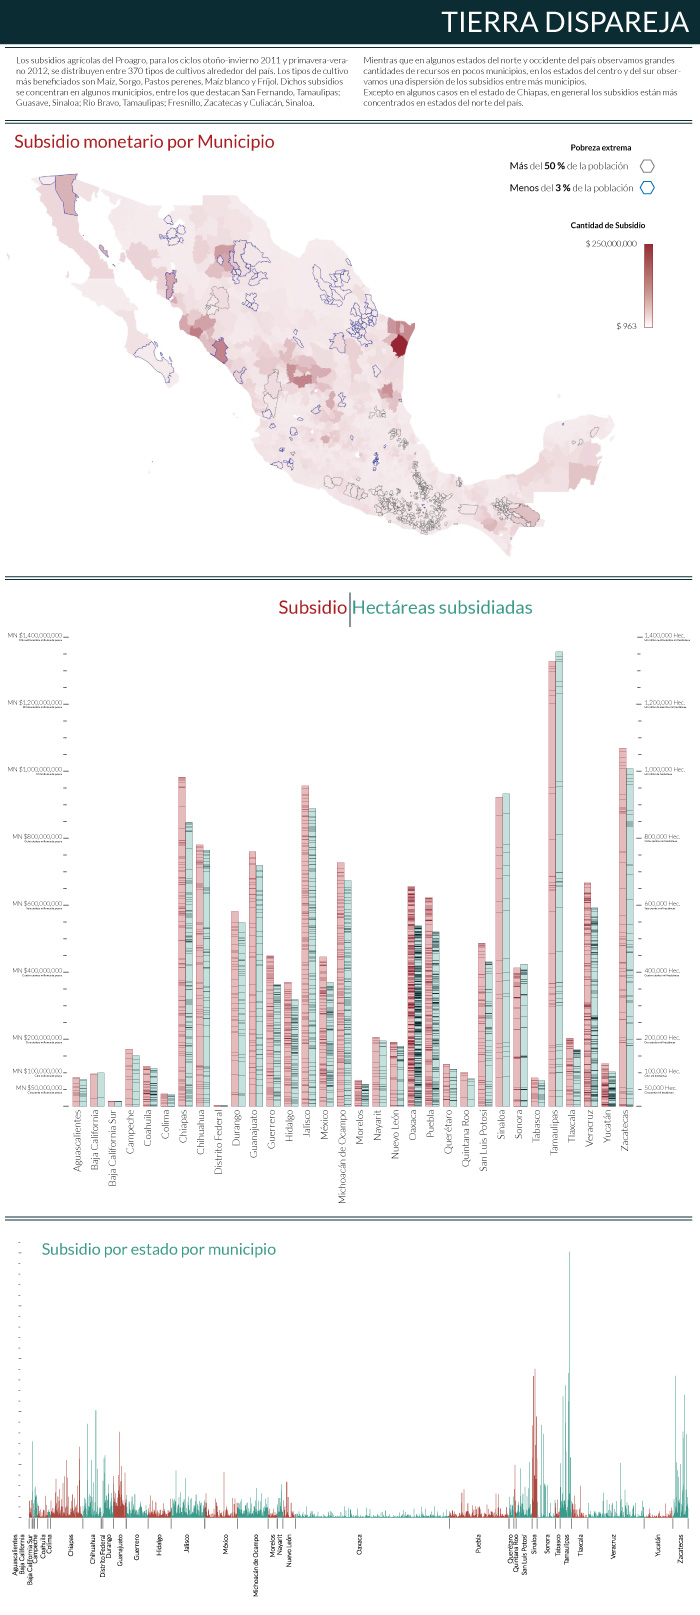 TIERRA DISPAREJA
Los subsidios agrícolas del Proagro, para los ciclos otoño-invierno 2011 y primavera-vera-
no 2012, se distribuyen entre 370 tipos de cultivos alrededor del país. Los tipos de cultivo
más beneficiados son Maíz, Sorgo, Pastos perenes, Maíz blanco y Frijol. Dichos subsidios
se concentran en algunos municipios, entre los que destacan San Fernando, Tamaulipas;
Guasave, Sinaloa; Río Bravo, Tamaulipas; Fresnillo, Zacatecas y Culiacán, Sinaloa.
Mientras que en algunos estados del norte y occidente del país observamos grandes
cantidades de recursos en pocos municipios, en los estados del centro y del sur obser-
vamos una dispersión de los subsidios entre más municipios.
Excepto en algunos casos en el estado de Chiapas, en general los subsidios están más
concentrados en estados del norte del país.
Subsidio monetario por Municipio
Pobreza extrema
Más del 50 % de la población
Menos del 3 % de la población
Cantidad de Subsidio
$ 250,000,000
$ 963
Subsidio
Hectáreas subsidiadas
MN $1,400,000,000
MN $1,200,000,000
MN $1,000,000,000
MN $800,000,000
MN $600,000,000
MN $400,000,000
MN $200,000,000
MN $100,000,000
MN $50,000,000
1,400,000 Hec.
1,200,000 Hec.
1,000,000 Hec.
800,000 Hec.
600,000 Hec.
400,000 Hec.
200,000 Hec.
100,000 Hec.
50,000 Hec.
Aguascalientes
Baja California
Baja California Sur
Campeche
Coahuila
Colima
Chiapas
Chihuahua
Distrito Federal
Durango
Guanajuato
Guerrero
Hidalgo
Jalisco
México
Michoacán de Ocampo
Morelos
Nayarit
Nuevo León
Oaxaca
Puebla
Querétaro
Quintana Roo
San Luis Potosí
Sinaloa
Sonora
Tabasco
Tamaulipas
Tlaxcala
Veracruz
Yucatán
Zacatecas
Subsidio por estado por municipio
Aguascalientes
Baja California
Baja California Sur
Campeche
Coahuila
Colima
Chiapas
Chihuahua
Distrito Federal
Durango
Guanajuato
Guerrero
Hidalgo
Jalisco
México
Michoacán de Ocampo
Morelos
Nayarit
Nuevo León
Oaxaca
Puebla
Querétaro
Quintana Roo
San Luis Potosí
Sinaloa
Sonora
Tabasco
Tamaulipas
Tlaxcala
Veracruz
Yucatán
Zacatecas